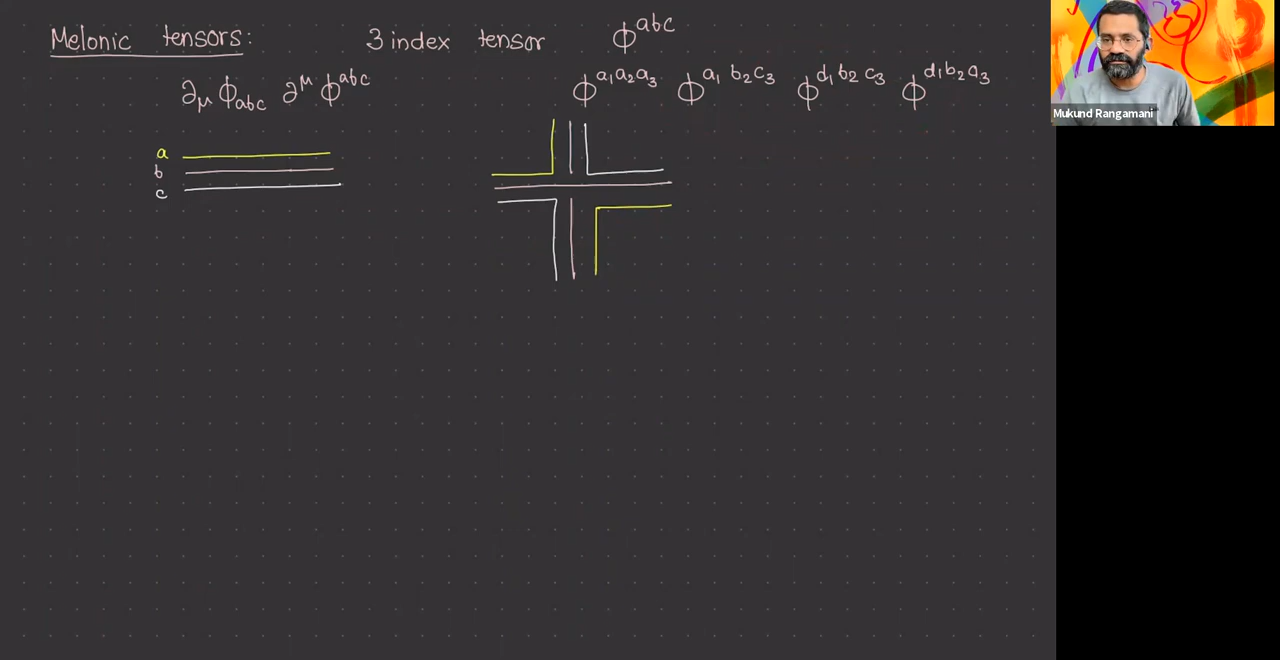 Melonic tensors: 3 index tensor ϕ^{abc}
∂_μ ϕ_{abc} ∂^μ ϕ^{abc} ϕ^{a_1 a_2 a_3} ϕ^{a_1 b_2 c_3} ϕ^{d_1 b_2 c_3} ϕ^{d_1 b_2 a_3}
a
b
c
Mukund Rangamani